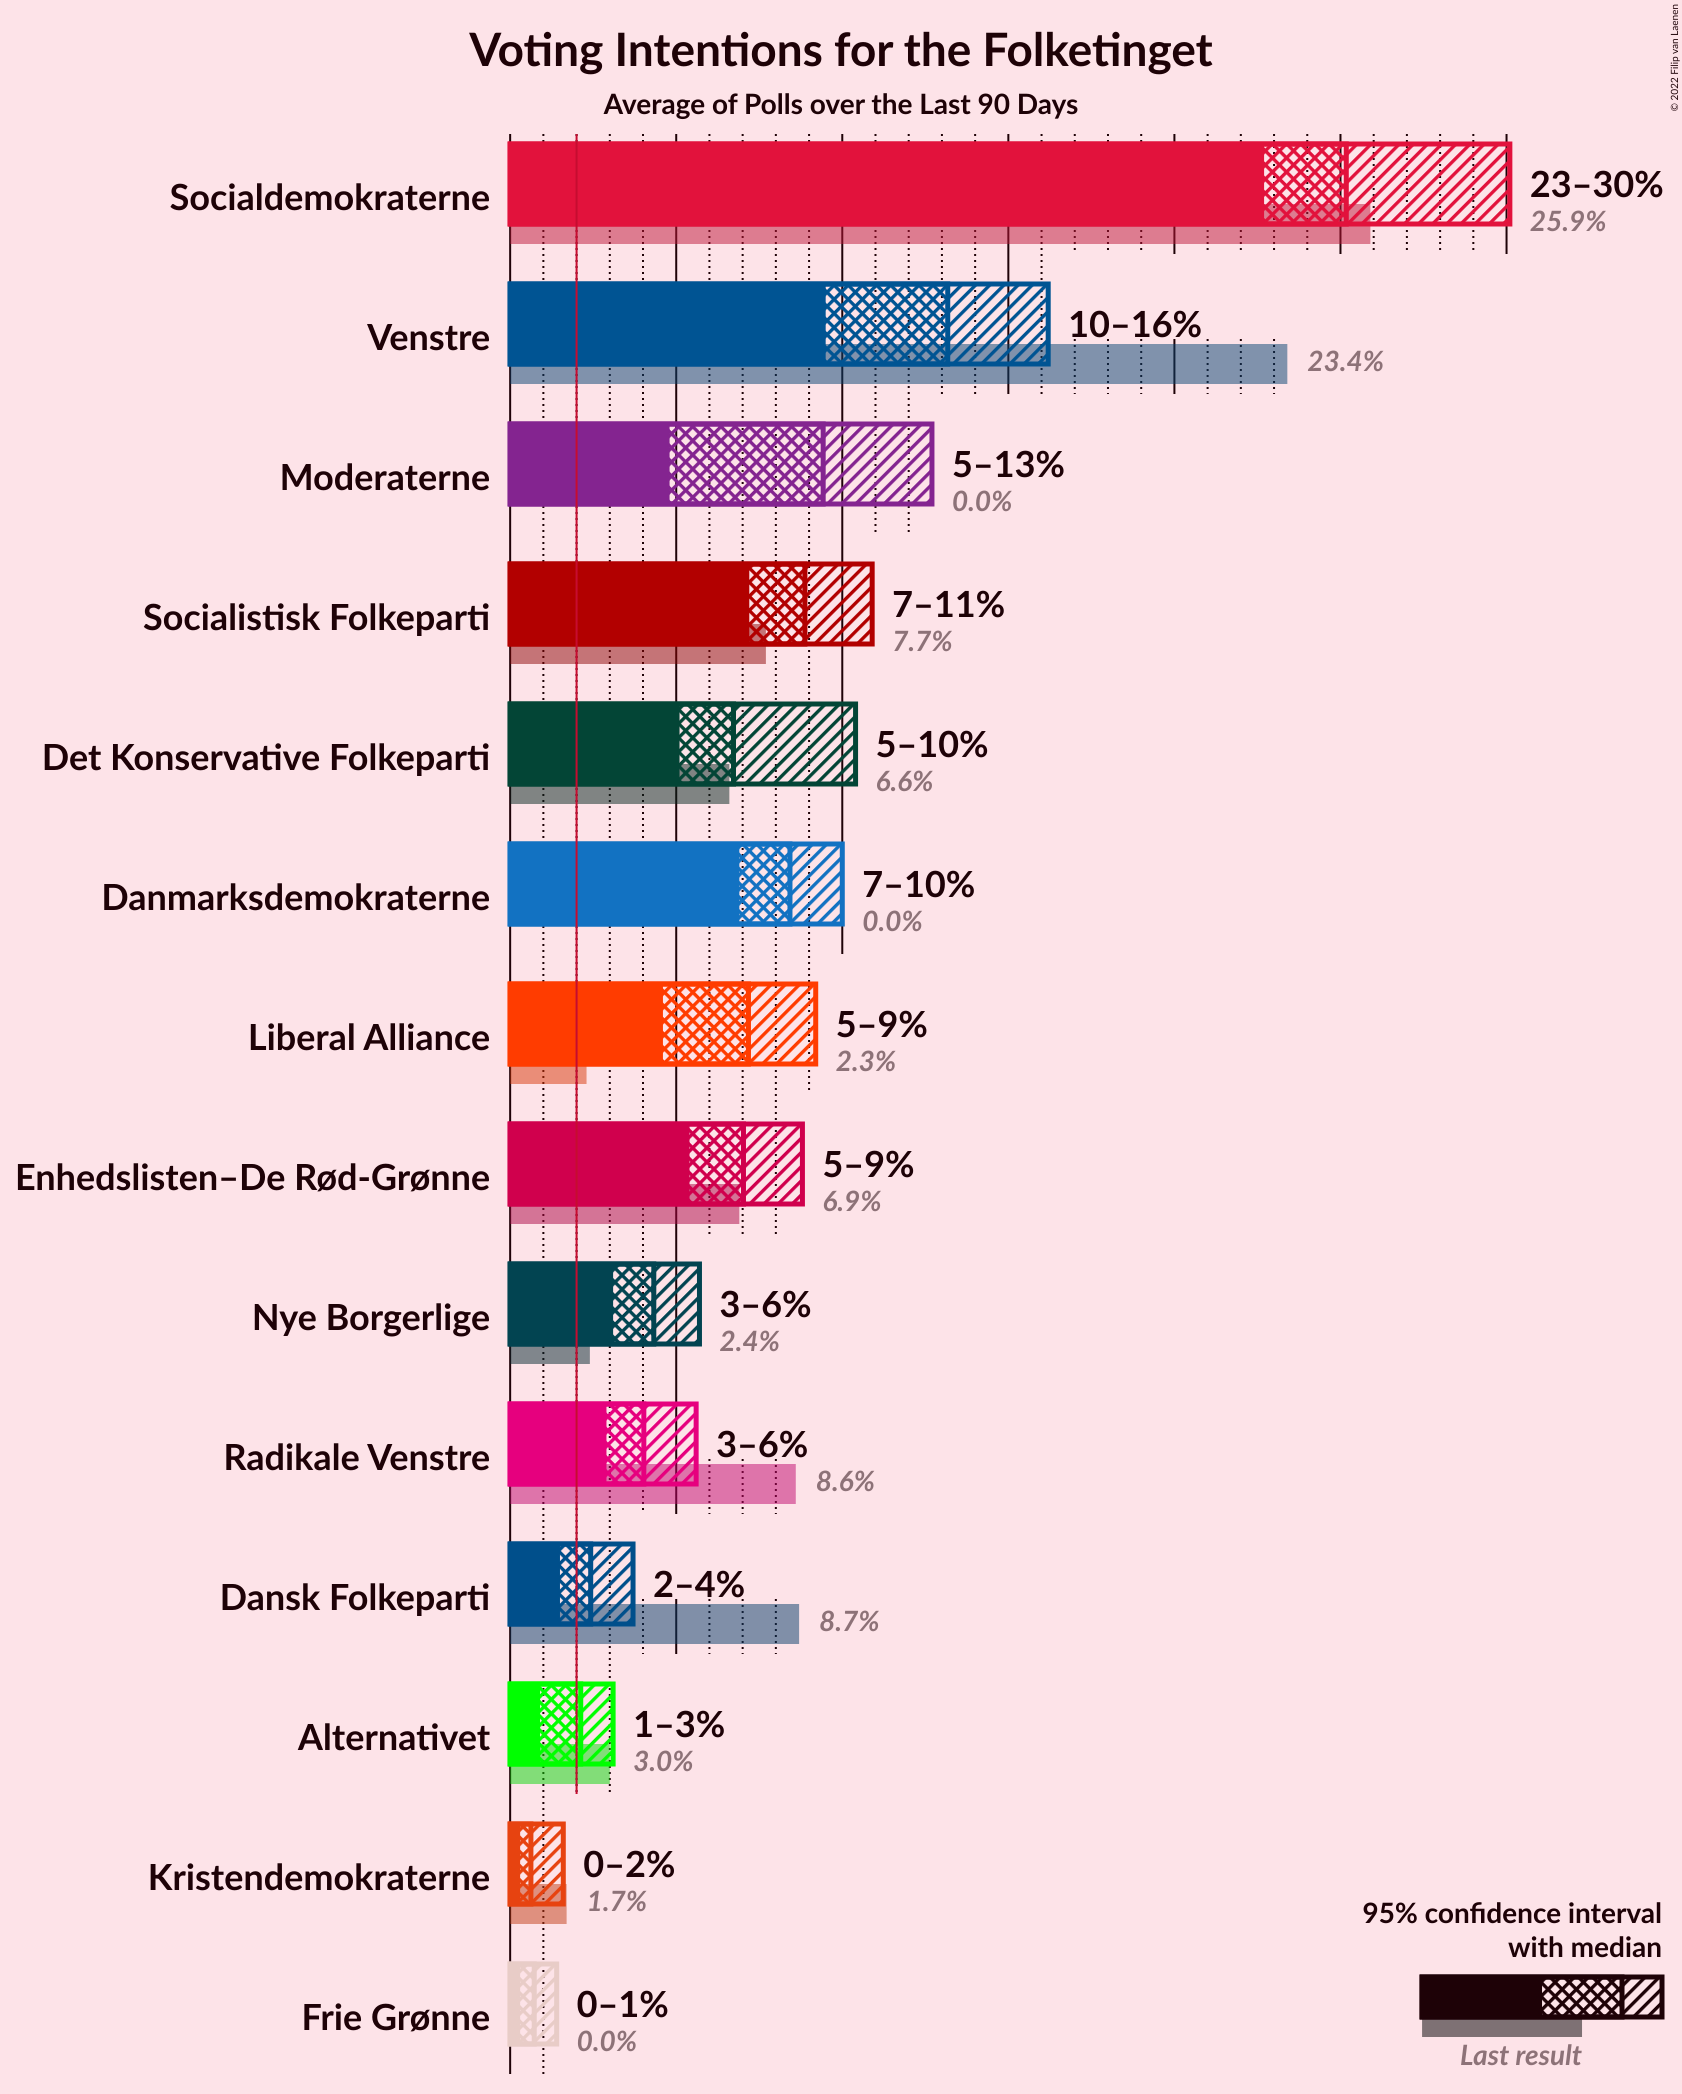 © 2022 Filip van Laenen
Voting Intentions for the Folketinget
Average of Polls over the Last 90 Days
Socialdemokraterne
23–30%
25.9%
Venstre
10–16%
23.4%
Moderaterne
5–13%
0.0%
Socialistisk Folkeparti
7–11%
7.7%
Det Konservative Folkeparti
5–10%
6.6%
Danmarksdemokraterne
7–10%
0.0%
Liberal Alliance
5–9%
2.3%
Enhedslisten–De Rød-Grønne
5–9%
6.9%
Nye Borgerlige
3–6%
2.4%
Radikale Venstre
3–6%
8.6%
Dansk Folkeparti
2–4%
8.7%
Alternativet
1–3%
3.0%
Kristendemokraterne
0–2%
1.7%
Frie Grønne
0–1%
0.0%
95% confidence interval
with median
Last result